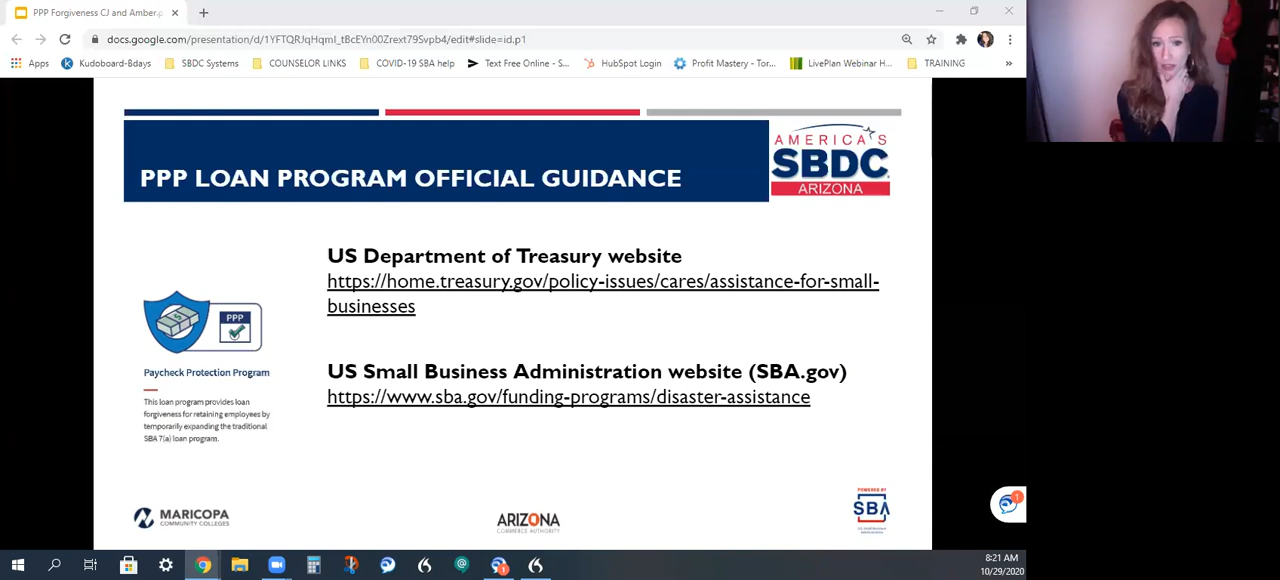 PPP Forgiveness CJ and Amber.p
docs.google.com/presentation/d/1YFTQRJqHqmI_tBcEYn00Zrext79Svpb4/edit#slide=id.p1
Apps Kudoboard-Bdays SBDC Systems COUNSELOR LINKS COVID-19 SBA help Text Free Online - S... HubSpot Login Profit Mastery - Tor... LivePlan Webinar H... TRAINING »
AMERICA'S
SBDC
ARIZONA
PPP LOAN PROGRAM OFFICIAL GUIDANCE
US Department of Treasury website
https://home.treasury.gov/policy-issues/cares/assistance-for-small-
businesses
PPP
Paycheck Protection Program
This loan program provides loan
forgiveness for retaining employees by
temporarily expanding the traditional
SBA 7(a) loan program.
US Small Business Administration website (SBA.gov)
https://www.sba.gov/funding-programs/disaster-assistance
MARICOPA
COMMUNITY COLLEGES
ARIZONA
COMMERCE AUTHORITY
POWERED BY
SBA
1
8:21 AM
10/29/2020